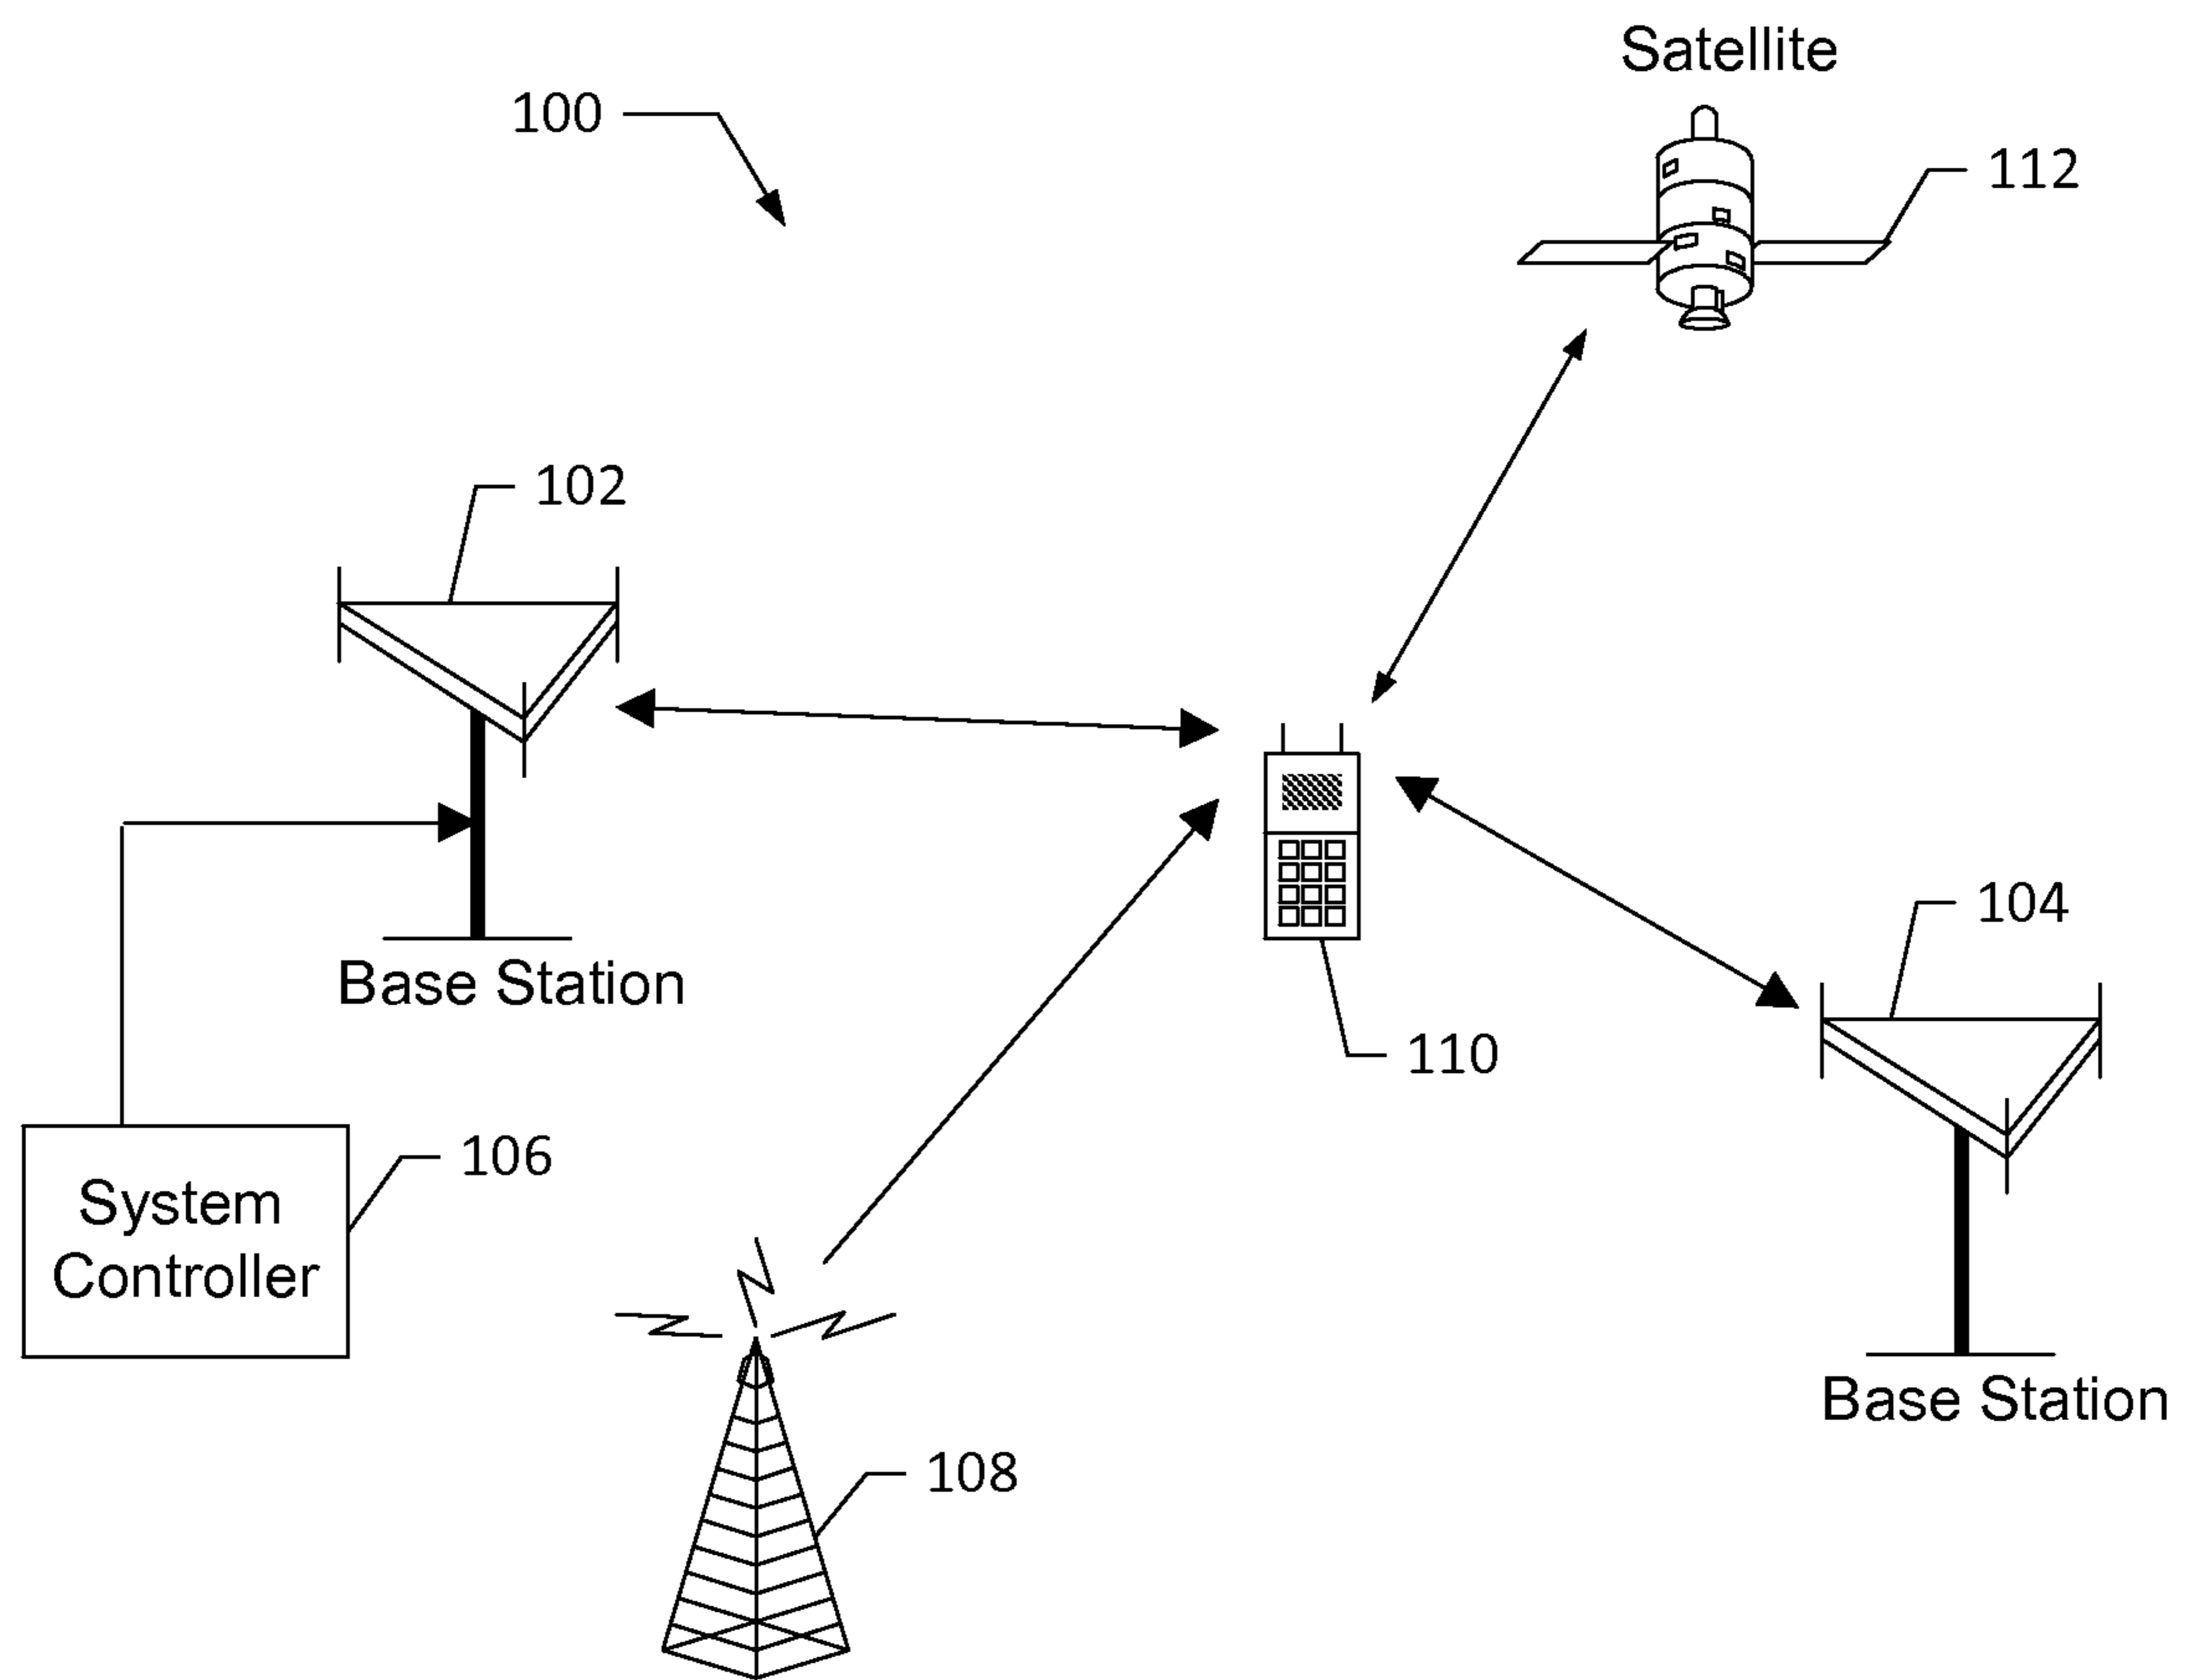 Satellite
100
112
102
104
Base Station
110
106
System
Controller
Base Station
108